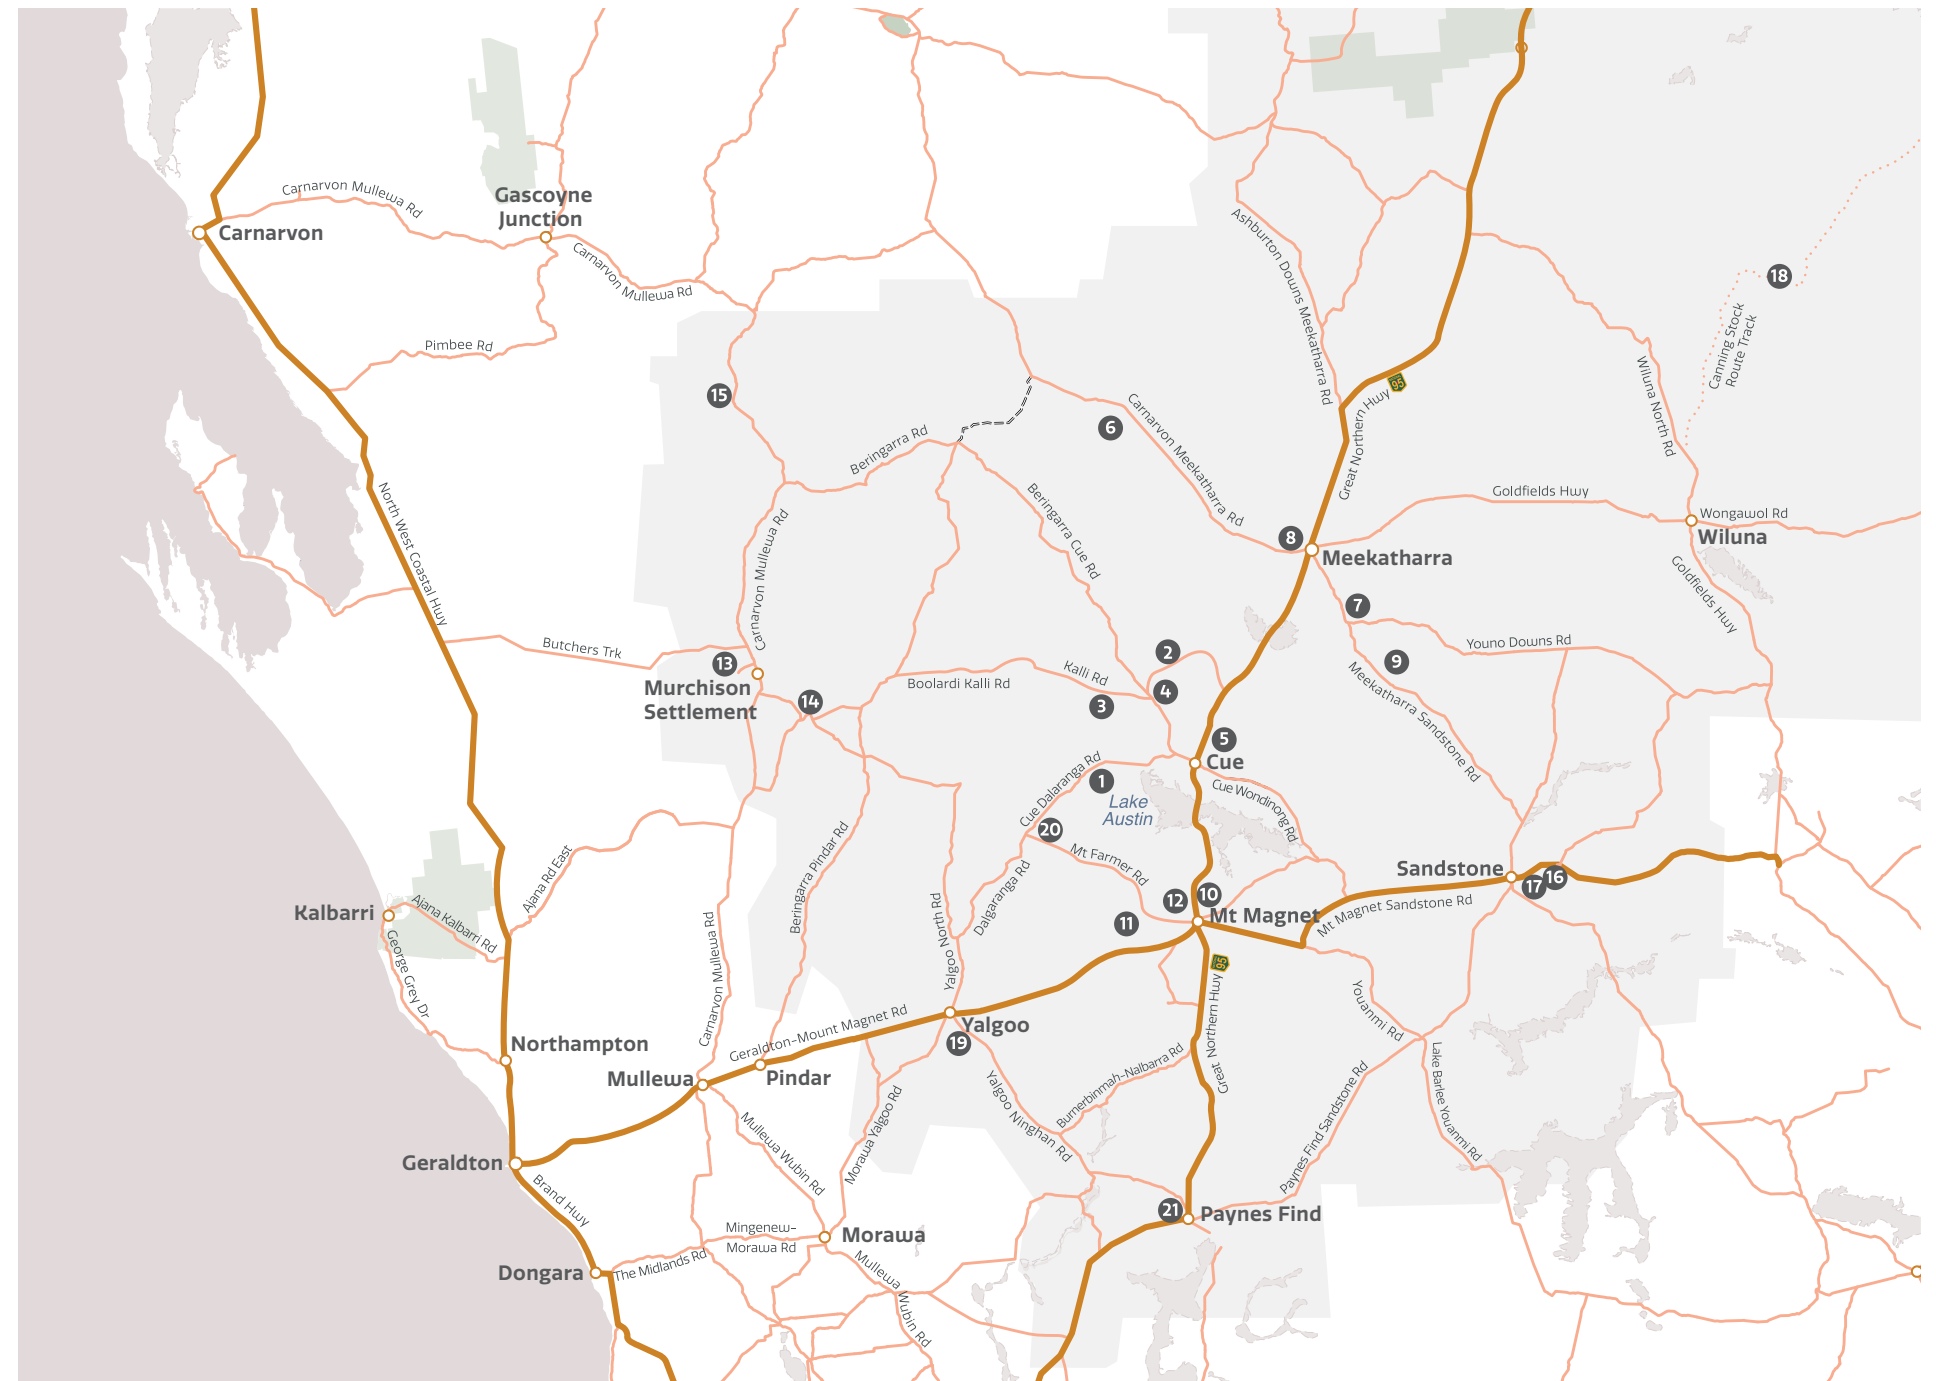 Carnarvon Mullewa Rd
Gascoyne
Junction
Carnarvon
Carnarvon Mullewa Rd
Pimbee Rd
Ashburton Downs Meekatharra Rd
18
Canning Stock
Route Track
Wiluna North Rd
95
Great Northern Hwy
15
6
Carnarvon Meekatharra Rd
Beringarra Rd
North West Coastal Hwy
Beringarra Cue Rd
Goldfields Hwy
Wongawol Rd
Wiluna
Goldfields Hwy
8
Meekatharra
Carnarvon Mullewa Rd
7
Youno Downs Rd
9
Meekatharra Sandstone Rd
Butchers Trk
13
Murchison
Settlement
14
Boolardi Kalli Rd
Kalli Rd
2
4
3
5
Cue
Cue Dalaranga Rd
1
Lake
Austin
Cue Wondinong Rd
20
Mt Farmer Rd
Dalgaranga Rd
Beringarra Pindar Rd
Ajana Rd East
Sandstone
17
16
Mt Magnet Sandstone Rd
12
10
Mt Magnet
11
Kalbarri
Ajana Kalbarri Rd
George Grey Dr
Carnarvon Mullewa Rd
Yalgoo North Rd
95
Great Northern Hwy
Youanmi Rd
Geraldton-Mount Magnet Rd
Yalgoo
19
Northampton
Mullewa
Pindar
Yalgoo Ninghan Rd
Burnerbinmah-Nalbarra Rd
Lake Barlee Youanmi Rd
Paynes Find Sandstone Rd
Morawa Yalgoo Rd
Mullewa Wubin Rd
Geraldton
Brand Hwy
21
Paynes Find
Mingenew-
Morawa Rd
Morawa
Dongara
The Midlands Rd
Mullewa Wubin Rd